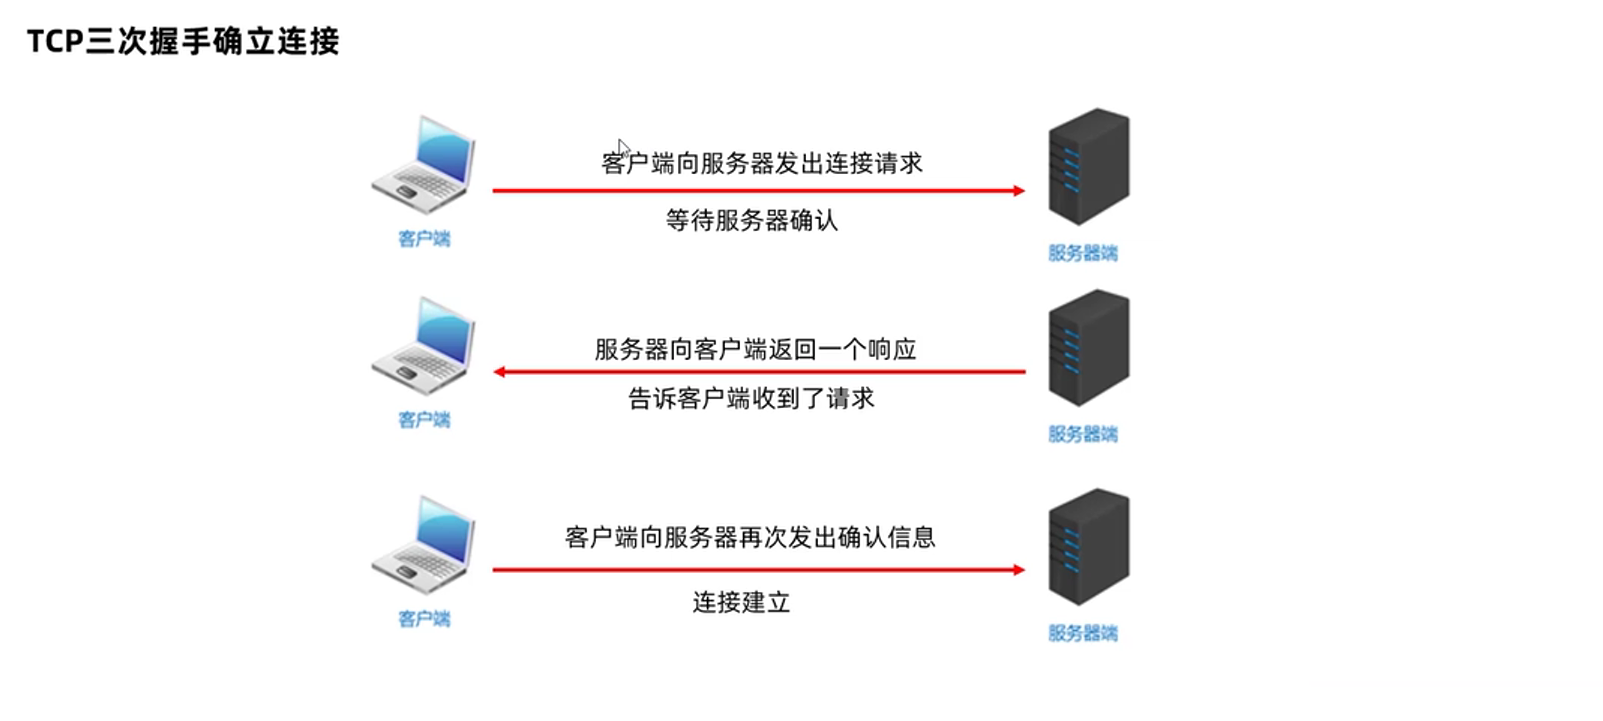 TCP三次握手确立连接
客户端向服务器发出连接请求
等待服务器确认
客户端
服务器端
服务器向客户端返回一个响应
告诉客户端收到了请求
客户端
服务器端
客户端向服务器再次发出确认信息
连接建立
客户端
服务器端